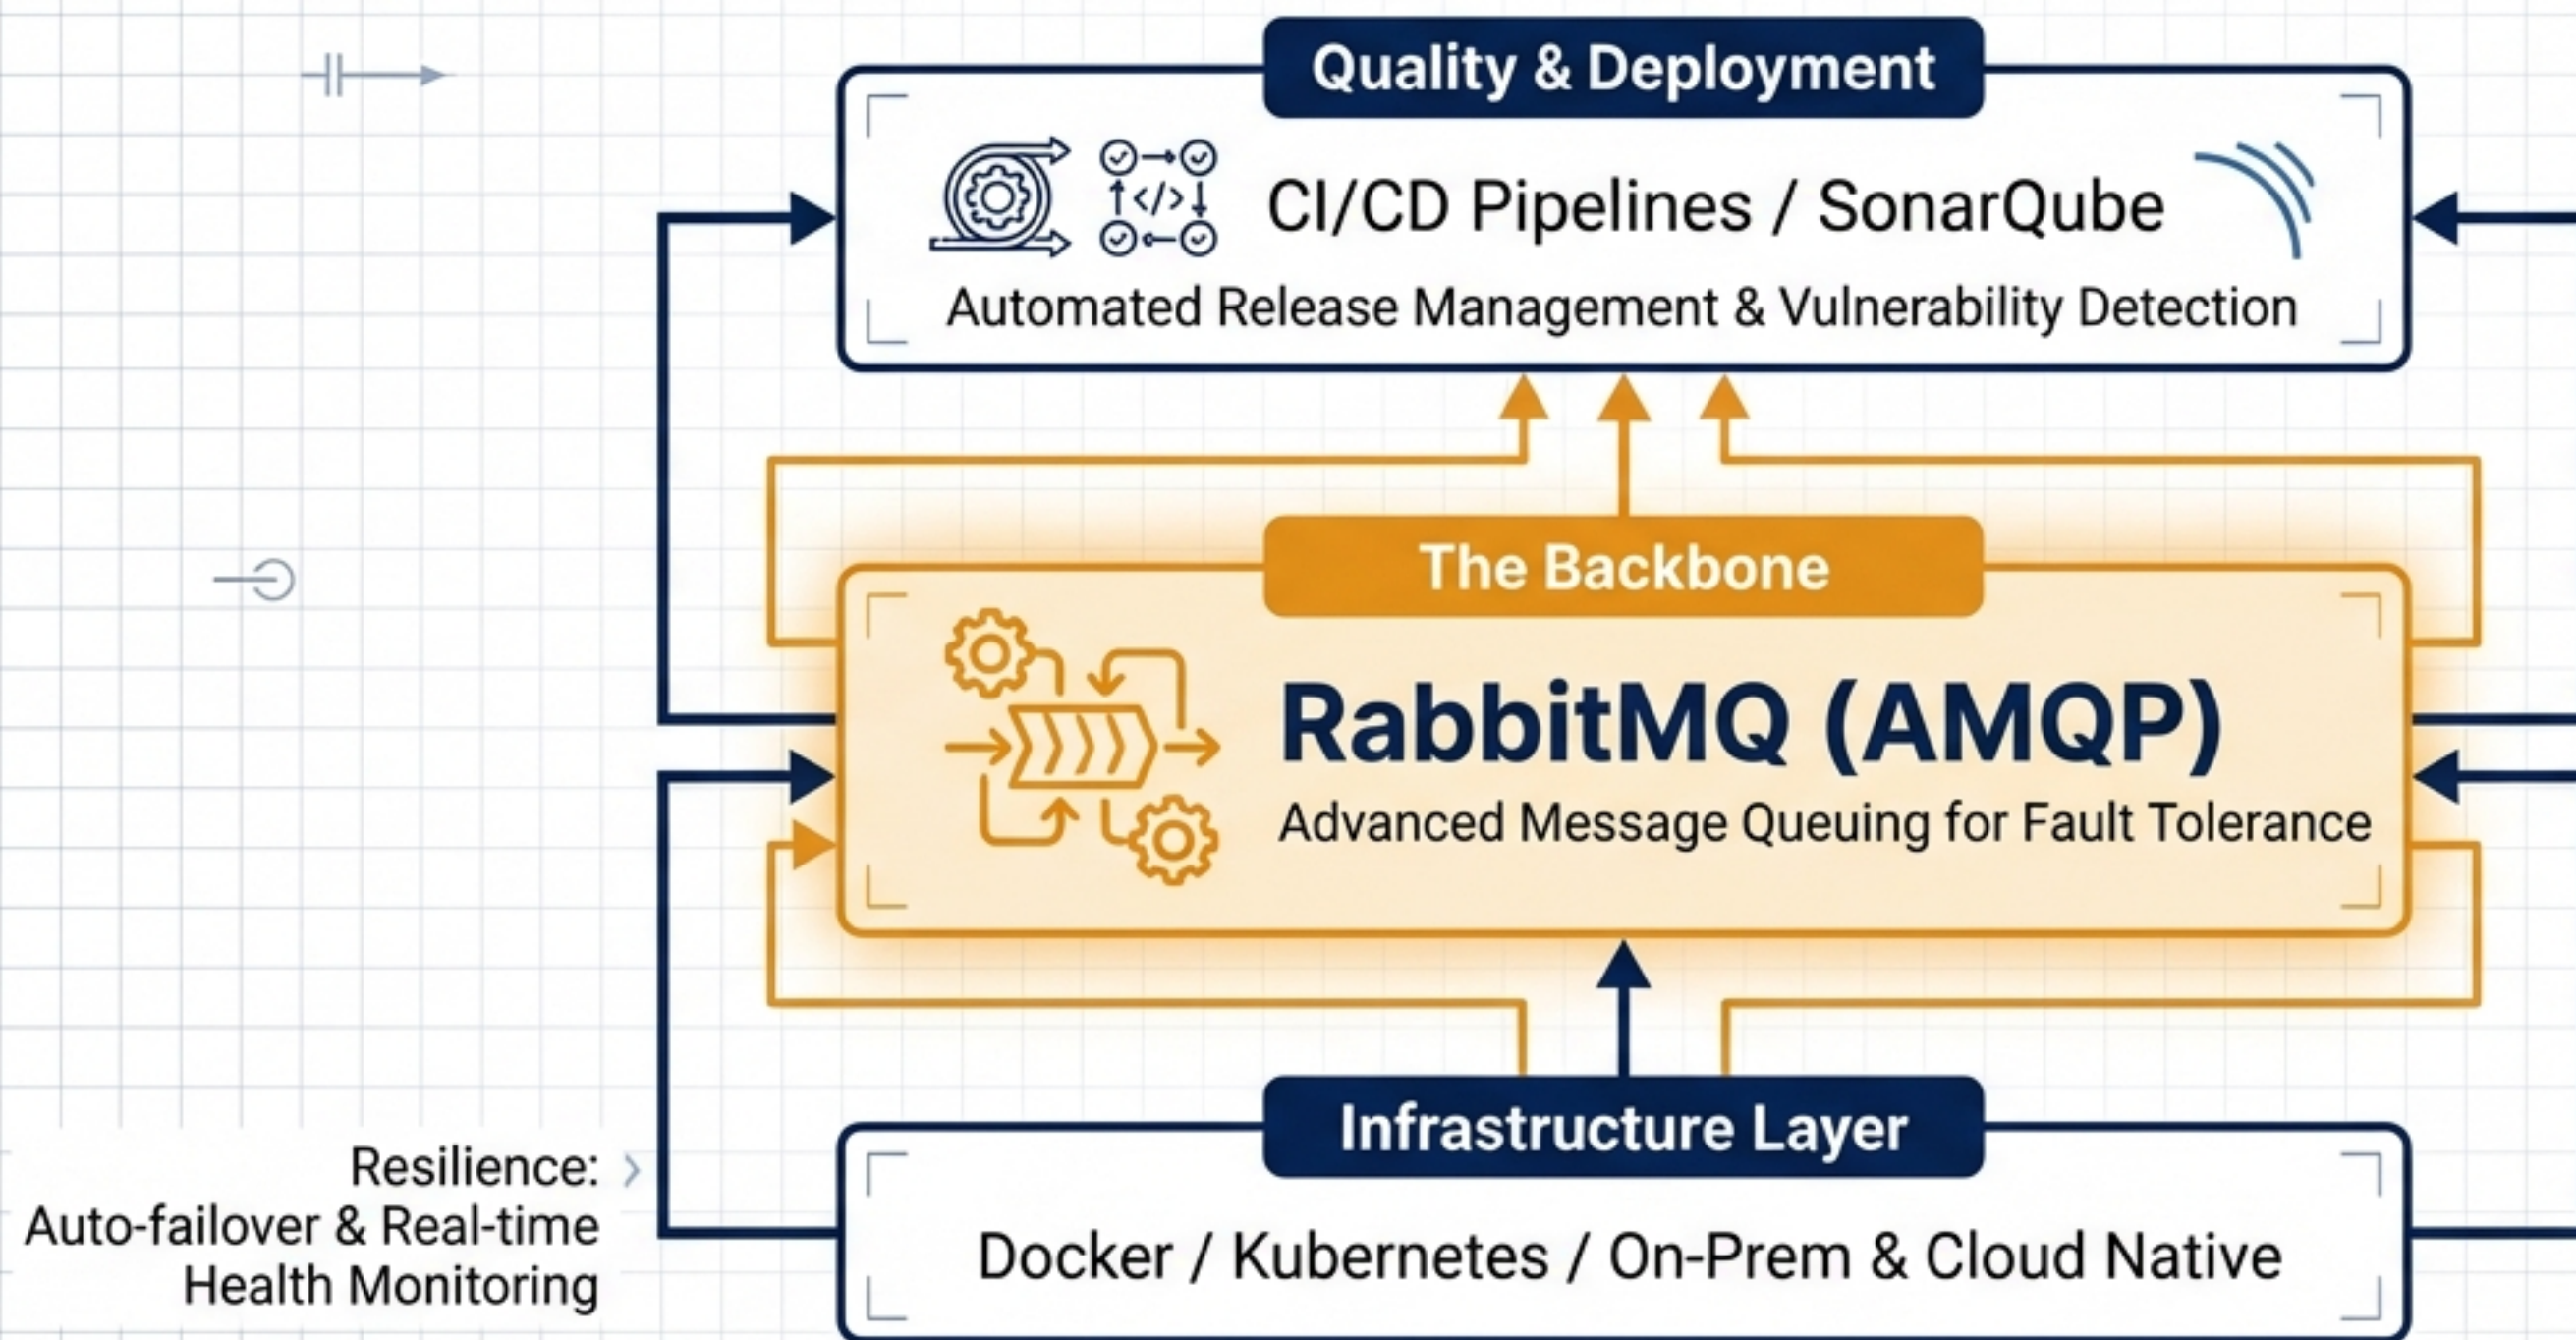 Quality & Deployment
</>
CI/CD Pipelines / SonarQube
Automated Release Management & Vulnerability Detection
The Backbone
RabbitMQ (AMQP)
Advanced Message Queuing for Fault Tolerance
Infrastructure Layer
Docker / Kubernetes / On-Prem & Cloud Native
Resilience:
Auto-failover & Real-time
Health Monitoring